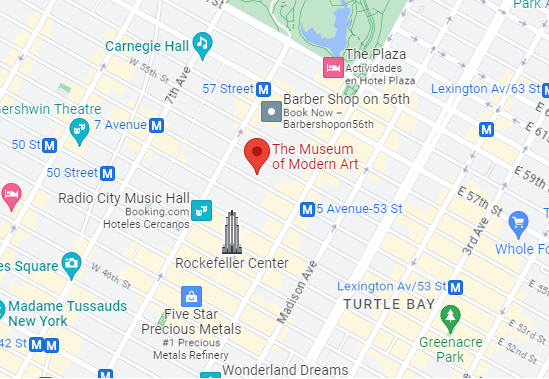 Park A
Carnegie Hall
The Plaza
Actividades
en Hotel Plaza
W 55th St
7th Ave
57 Street
Lexington Av/63 S
Barber Shop on 56th
Book Now –
Barbershopon56th
ershwin Theatre
7 Avenue
50 St
The Museum
of Modern Art
50 Street
E 59th
E 57th St
Radio City Music Hall
Booking.com
Hoteles Cercanos
5 Avenue-53 St
3rd Ave
Whole Fo
Rockefeller Center
es Square
W 46th St
Madison Ave
Lexington Av/53 St
Madame Tussauds
New York
TURTLE BAY
Five Star
Precious Metals
#1 Precious
Metals Refinery
E 53rd
E 52nd St
Greenacre
Park
42 St
Wonderland Dreams